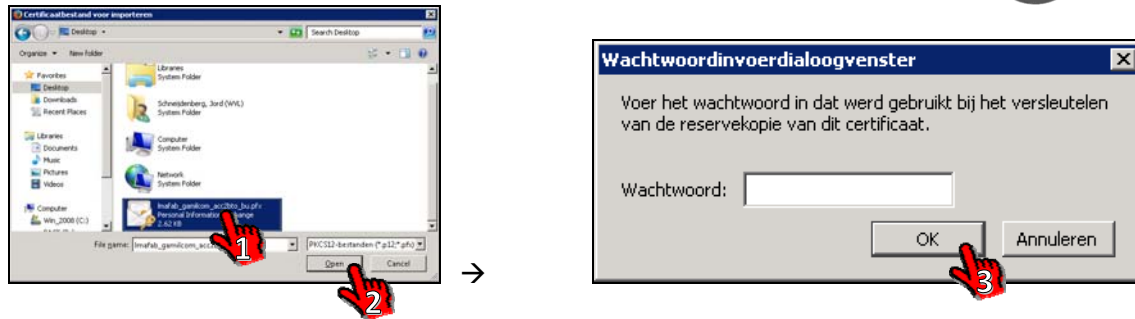 Certificaatbestand voor importeren
Desktop
Search Desktop
Organize
New folder
Favorites
Desktop
Downloads
Recent Places
Libraries
Documents
Music
Pictures
Videos
Computer
Win_2008 (C:)
Libraries
System Folder
Schneidenberg, Jord (WVL)
System Folder
Computer
System Folder
Network
System Folder
Personal Information
2.62 KB
1
File name:
PKCS12-bestanden (*.p12;*.pfx)
Open
Cancel
2
→
Wachtwoordinvoerdialoogvenster
Voer het wachtwoord in dat werd gebruikt bij het versleutelen
van de reservekopie van dit certificaat.
Wachtwoord:
OK
Annuleren
3